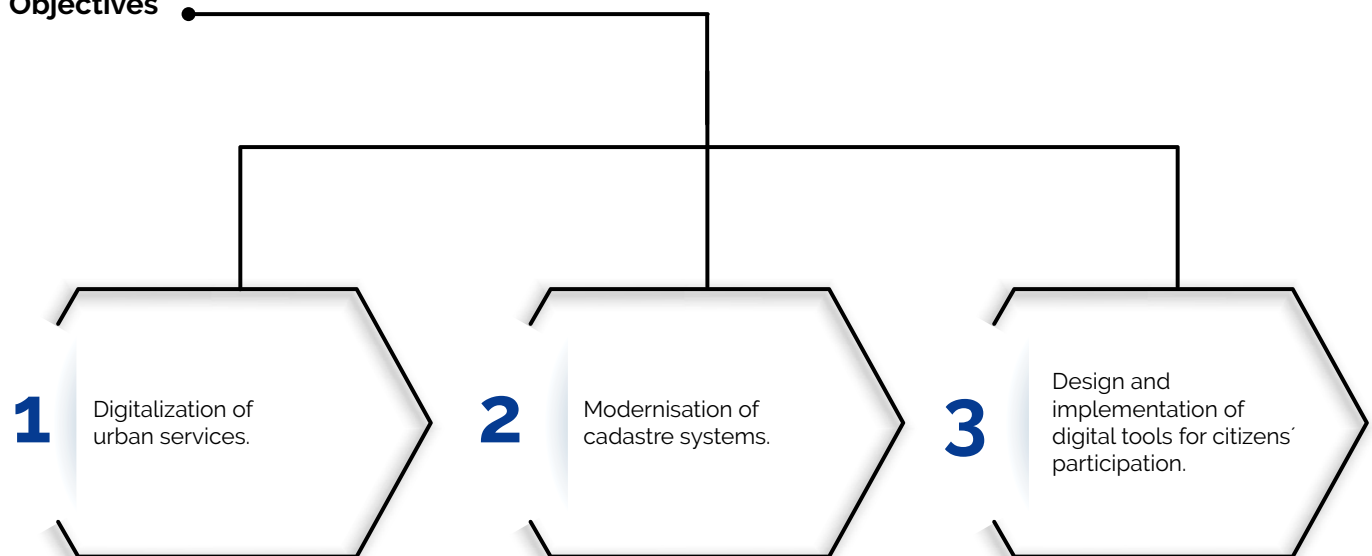 Objectives
1
Digitalization of
urban services.
2
Modernisation of
cadastre systems.
3
Design and
implementation of
digital tools for citizens´
participation.